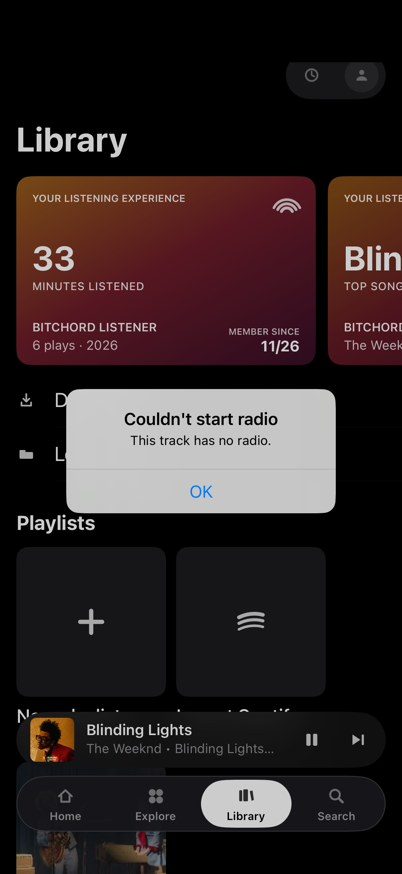 Library
YOUR LISTENING EXPERIENCE
33
MINUTES LISTENED
BITCHORD LISTENER
6 plays · 2026
MEMBER SINCE
11/26
YOUR LISTE
Blin
TOP SONG
BITCHORD
The Week
D
Lo
Couldn't start radio
This track has no radio.
OK
Playlists
Blinding Lights
The Weeknd • Blinding Lights...
Home
Explore
Library
Search